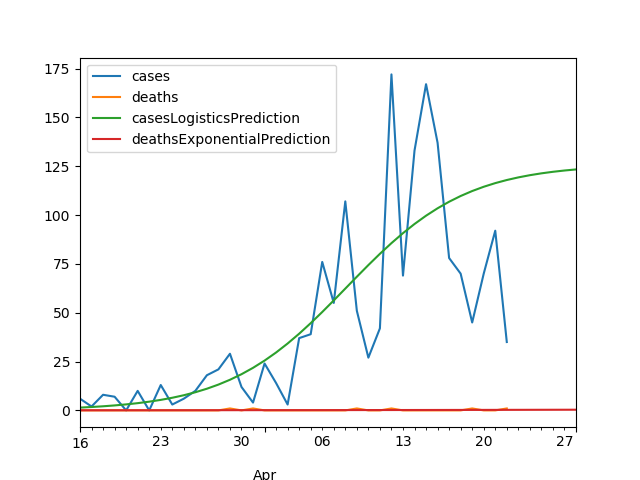 cases
deaths
casesLogisticsPrediction
deathsExponentialPrediction
175
150
125
100
75
50
25
0
16 23 30 06 13 20 27
Apr